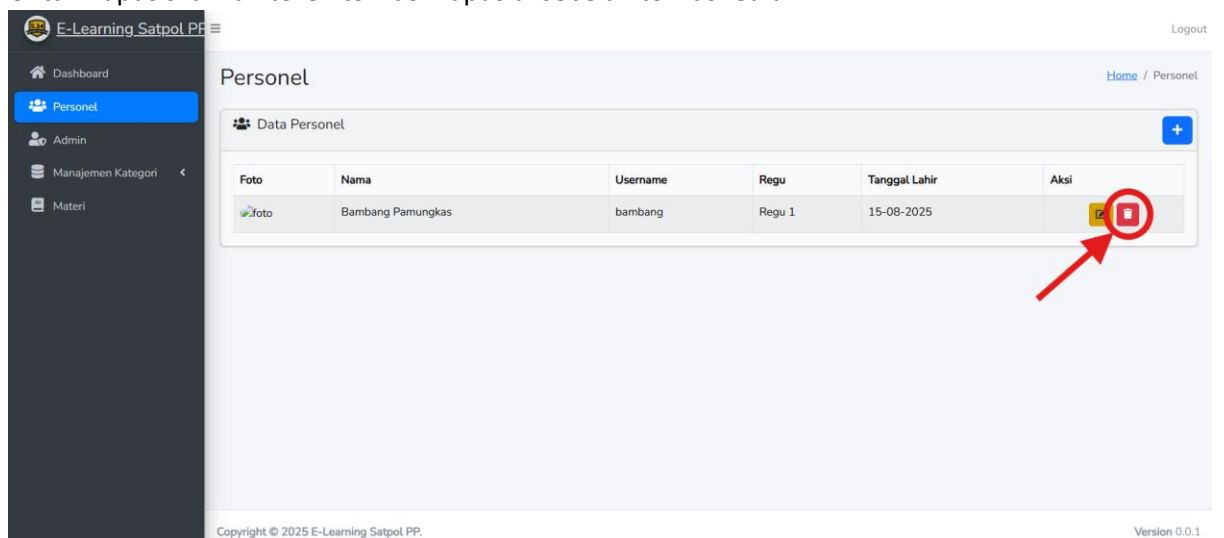 E-Learning Satpol PP
Logout
Dashboard
Personel
Admin
Manajemen Kategori
Materi
Personel
Home / Personel
Data Personel
Foto Nama Username Regu Tanggal Lahir Aksi
foto Bambang Pamungkas bambang Regu 1 15-08-2025
Copyright © 2025 E-Learning Satpol PP.
Version 0.0.1